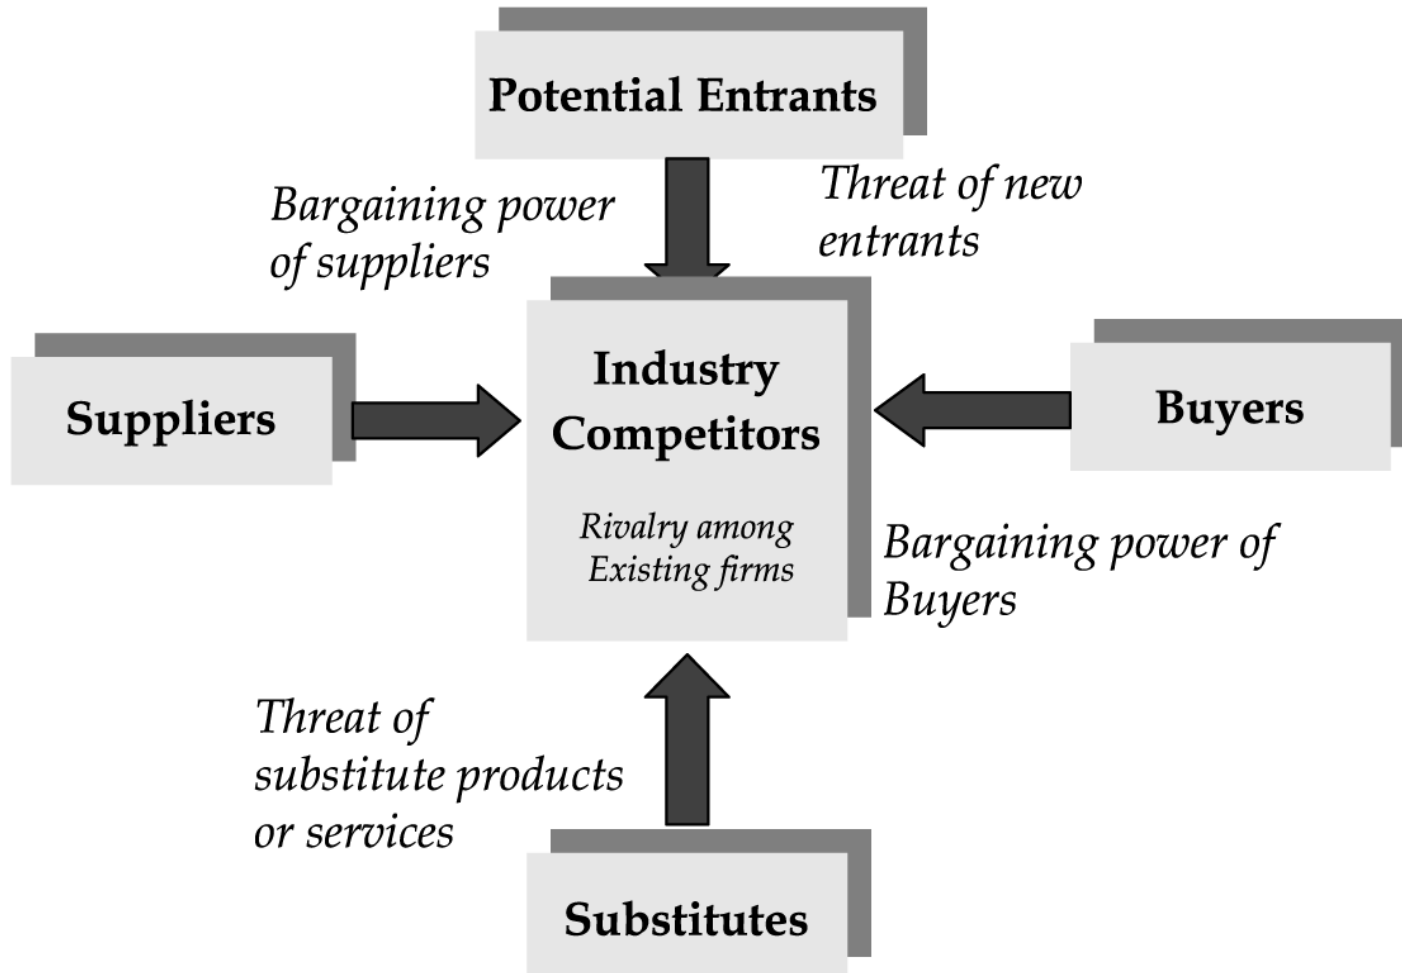 Potential Entrants
Bargaining power
of suppliers
Threat of new
entrants
Suppliers
Industry
Competitors
Rivalry among
Existing firms
Buyers
Bargaining power of
Buyers
Threat of
substitute products
or services
Substitutes